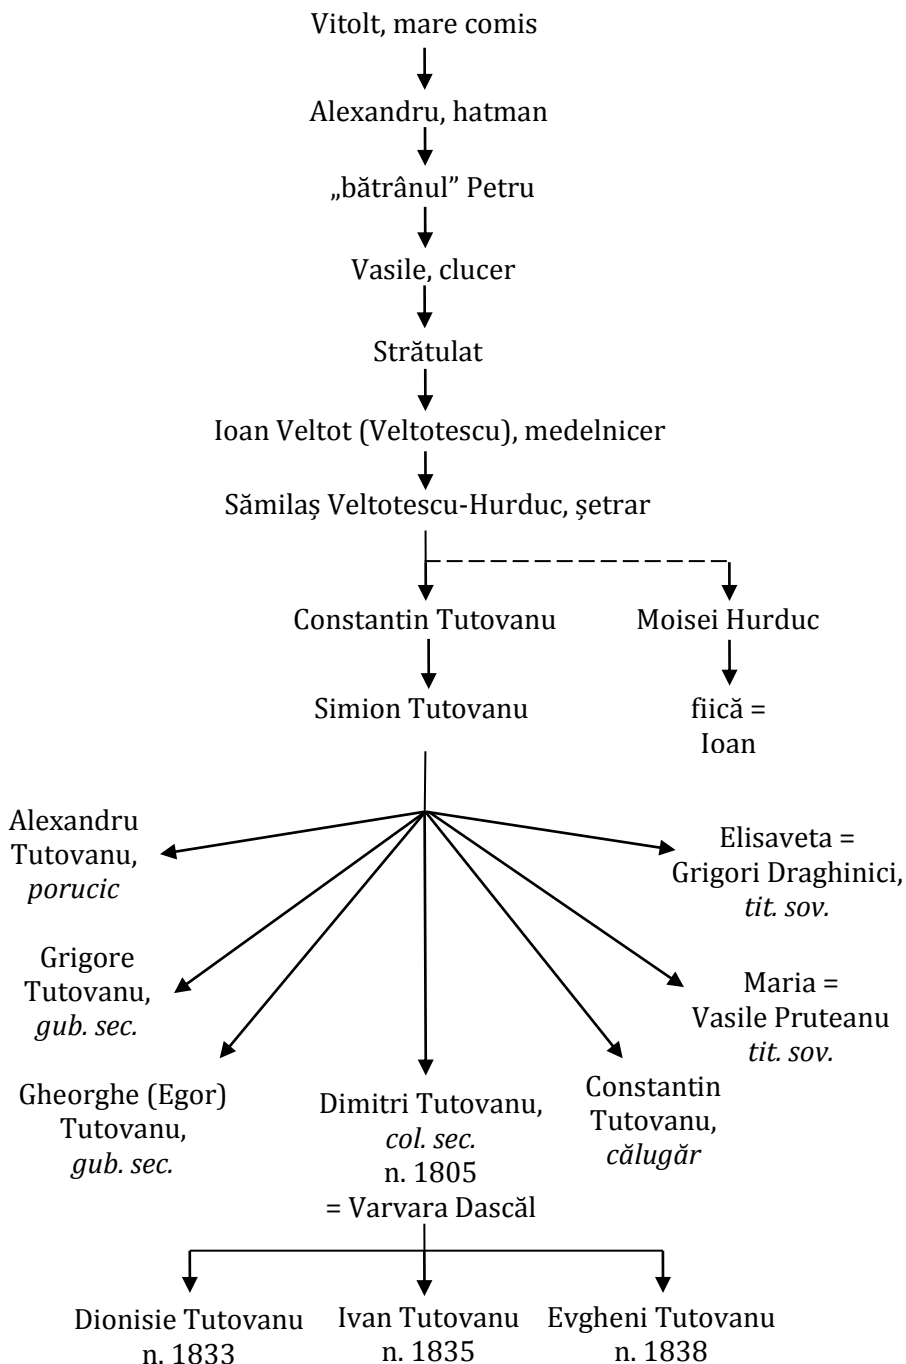 Vitolt, mare comis
Alexandru, hatman
„bătrânul” Petru
Vasile, clucer
Strătulat
Ioan Veltot (Veltotescu), medelnicer
Sămilaș Veltotescu-Hurduc, șetrar
Constantin Tutovanu
Moisei Hurduc
Simion Tutovanu
fiică =
Ioan
Alexandru
Tutovanu,
porucic
Elisaveta =
Grigori Draghinici,
tit. sov.
Grigore
Tutovanu,
gub. sec.
Maria =
Vasile Pruteanu
tit. sov.
Gheorghe (Egor)
Tutovanu,
gub. sec.
Dimitri Tutovanu,
col. sec.
n. 1805
= Varvara Dascăl
Constantin
Tutovanu,
călugăr
Dionisie Tutovanu
n. 1833
Ivan Tutovanu
n. 1835
Evgheni Tutovanu
n. 1838